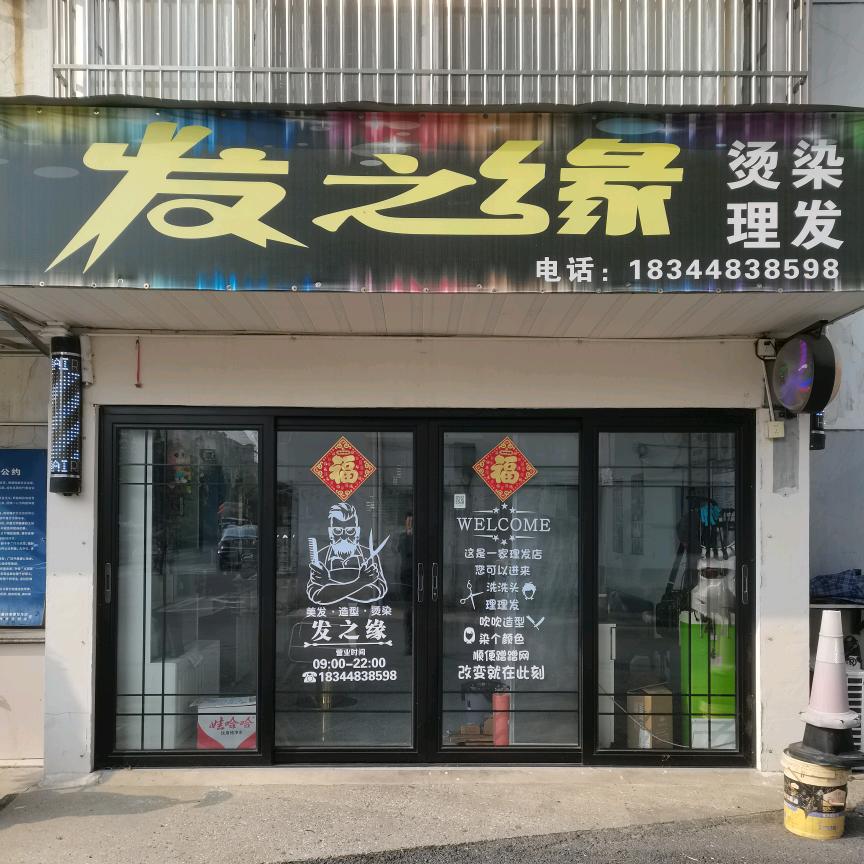 发之缘
烫染
理发
电话：18344838598
公约
福
福
WELCOME
这是一家理发店
您可以进来
洗洗头
理理发
吹吹造型
染个颜色
顺便蹭蹭网
改变就在此刻
美发·造型·烫染
发之缘
营业时间
09:00-22:00
☎18344838598
娃哈哈